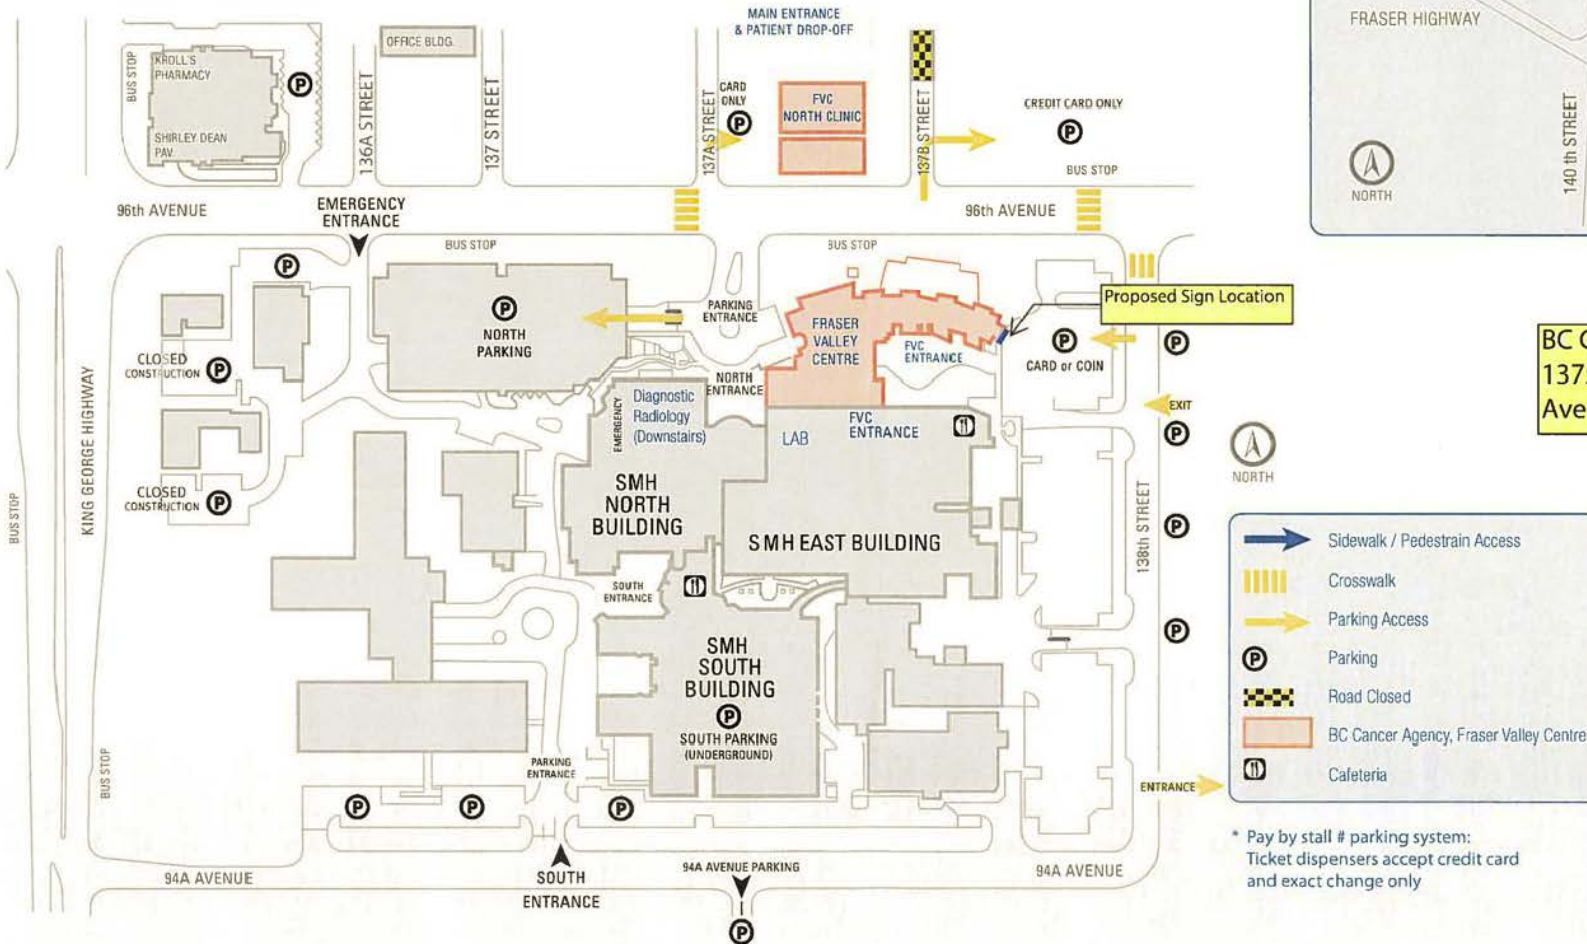 MAIN ENTRANCE
& PATIENT DROP-OFF
FRASER HIGHWAY
140 th STREET
NORTH
BUS STOP
KROLL'S
PHARMACY
SHIRLEY DEAN
PAV.
P
OFFICE BLDG.
136A STREET
137 STREET
137A STREET
CARD
ONLY
P
FVC
NORTH CLINIC
137B STREET
CREDIT CARD ONLY
P
BUS STOP
96th AVENUE
EMERGENCY
ENTRANCE
96th AVENUE
BUS STOP
BUS STOP
P
P
NORTH
PARKING
PARKING
ENTRANCE
FRASER
VALLEY
CENTRE
FVC
ENTRANCE
Proposed Sign Location
P
CARD or COIN
P
BC C
137
Ave
CLOSED
CONSTRUCTION
P
NORTH
ENTRANCE
EMERGENCY
Diagnostic
Radiology
(Downstairs)
LAB
FVC
ENTRANCE
EXIT
P
NORTH
KING GEORGE HIGHWAY
BUS STOP
CLOSED
CONSTRUCTION
P
SMH
NORTH
BUILDING
SMH EAST BUILDING
138th STREET
P
P
SOUTH
ENTRANCE
SMH
SOUTH
BUILDING
P
SOUTH PARKING
(UNDERGROUND)
BUS STOP
PARKING
ENTRANCE
P
P
P
ENTRANCE
94A AVENUE
SOUTH
ENTRANCE
94A AVENUE PARKING
P
94A AVENUE
Sidewalk / Pedestrain Access
Crosswalk
Parking Access
P
Parking
Road Closed
BC Cancer Agency, Fraser Valley Centre
Cafeteria
* Pay by stall # parking system:
Ticket dispensers accept credit card
and exact change only